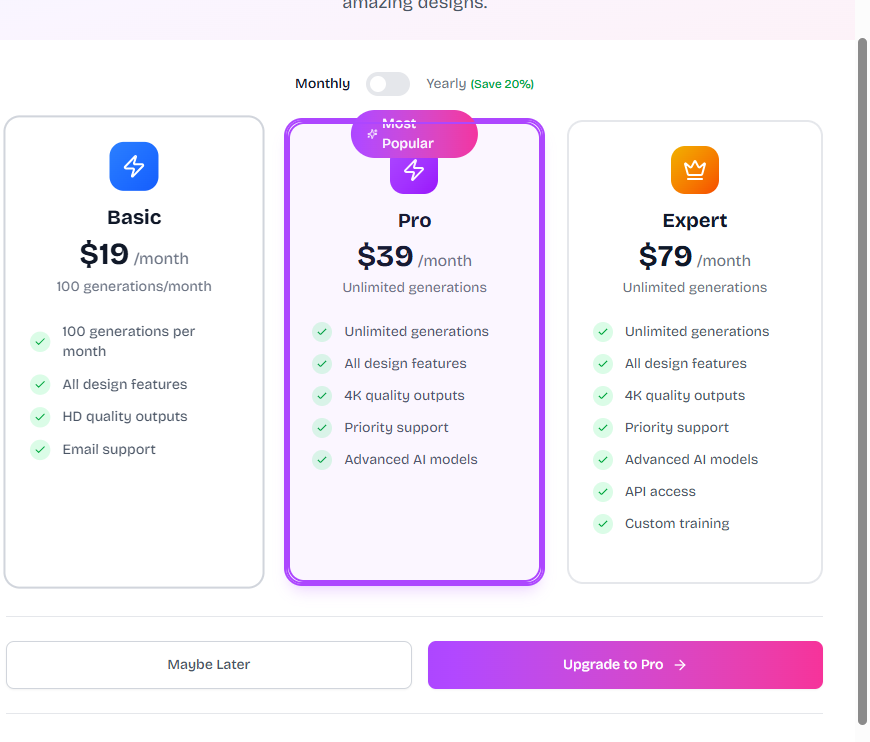 amazing designs.
Monthly
Yearly (Save 20%)
Most
Popular
Basic
$19 /month
100 generations/month
100 generations per
month
All design features
HD quality outputs
Email support
Pro
$39 /month
Unlimited generations
Unlimited generations
All design features
4K quality outputs
Priority support
Advanced AI models
Expert
$79 /month
Unlimited generations
Unlimited generations
All design features
4K quality outputs
Priority support
Advanced AI models
API access
Custom training
Maybe Later
Upgrade to Pro